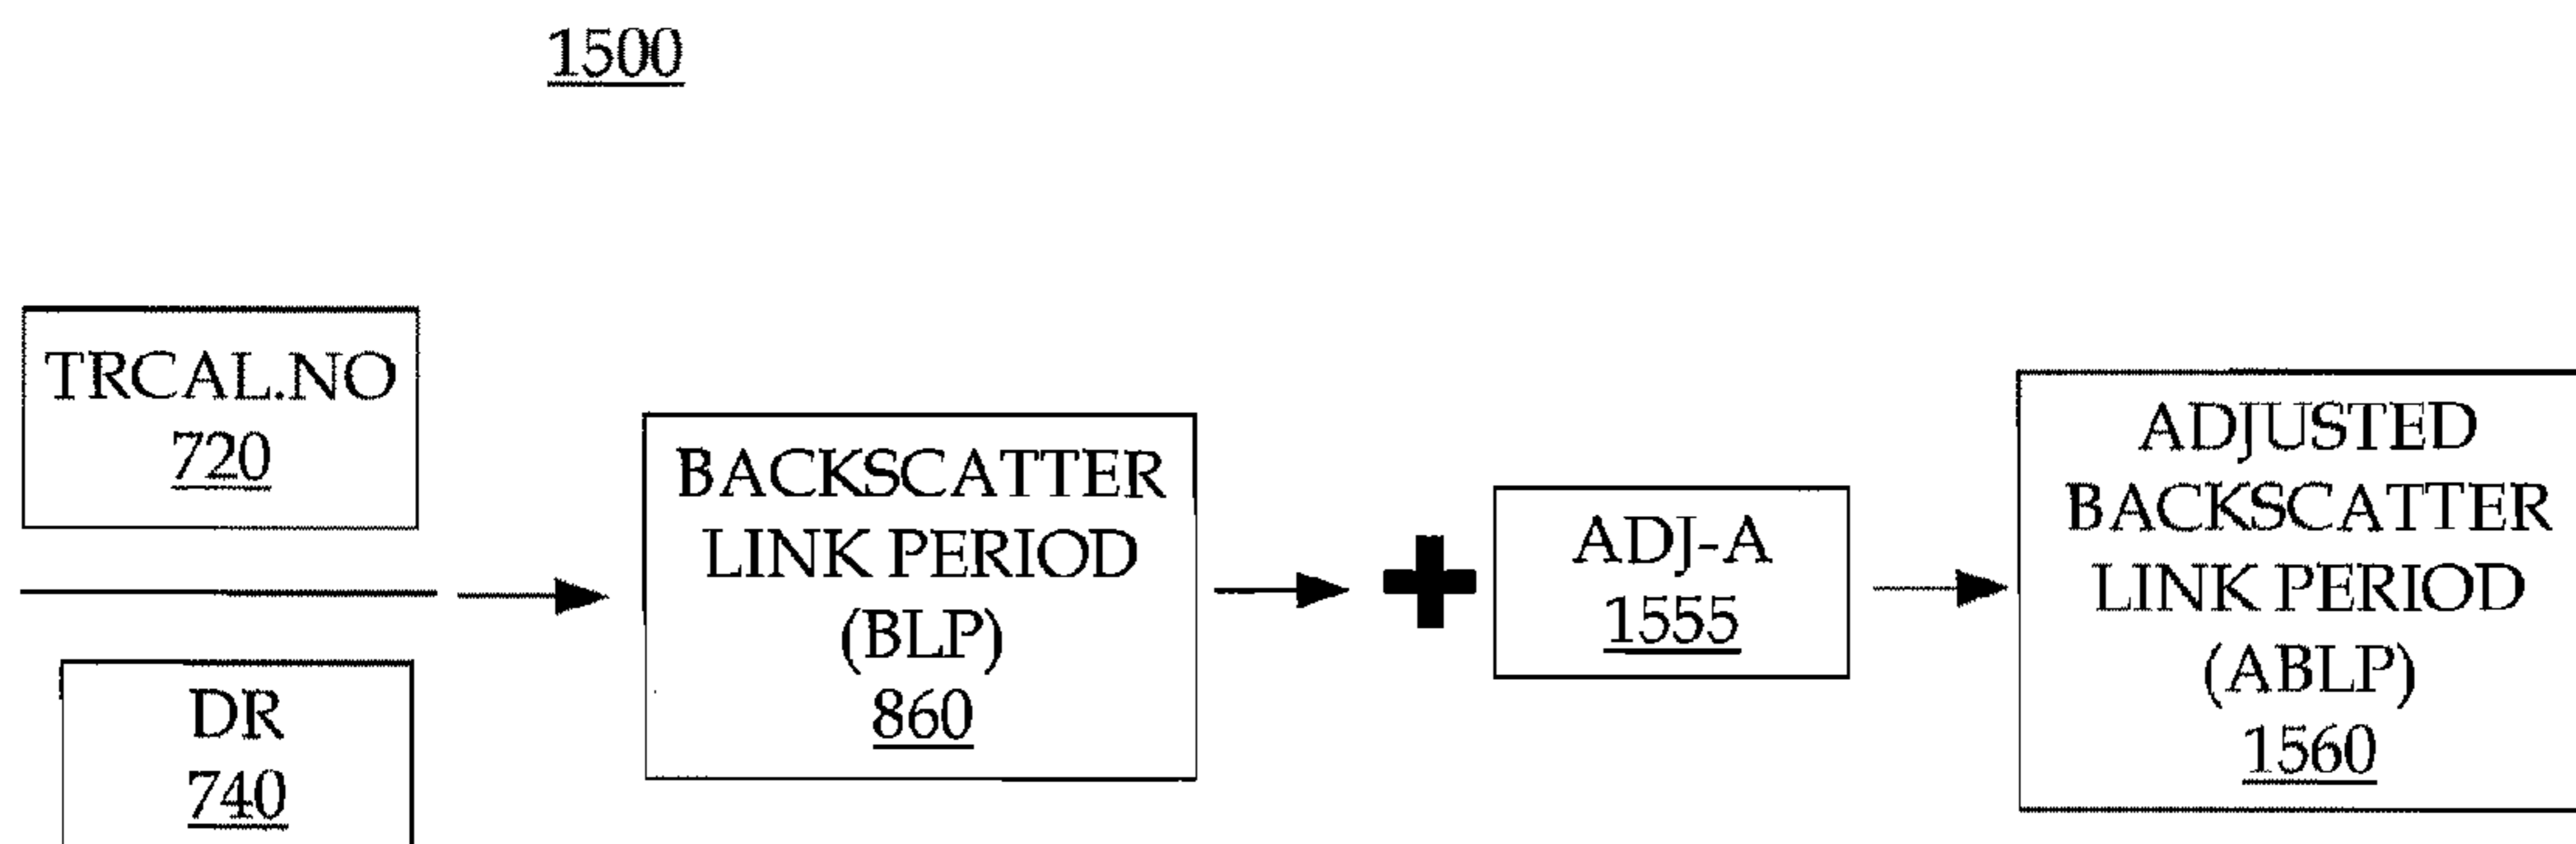 1500
TRCAL.NO
720
DR
740
BACKSCATTER
LINK PERIOD
(BLP)
860
+
ADJ-A
1555
ADJUSTED
BACKSCATTER
LINK PERIOD
(ABLP)
1560